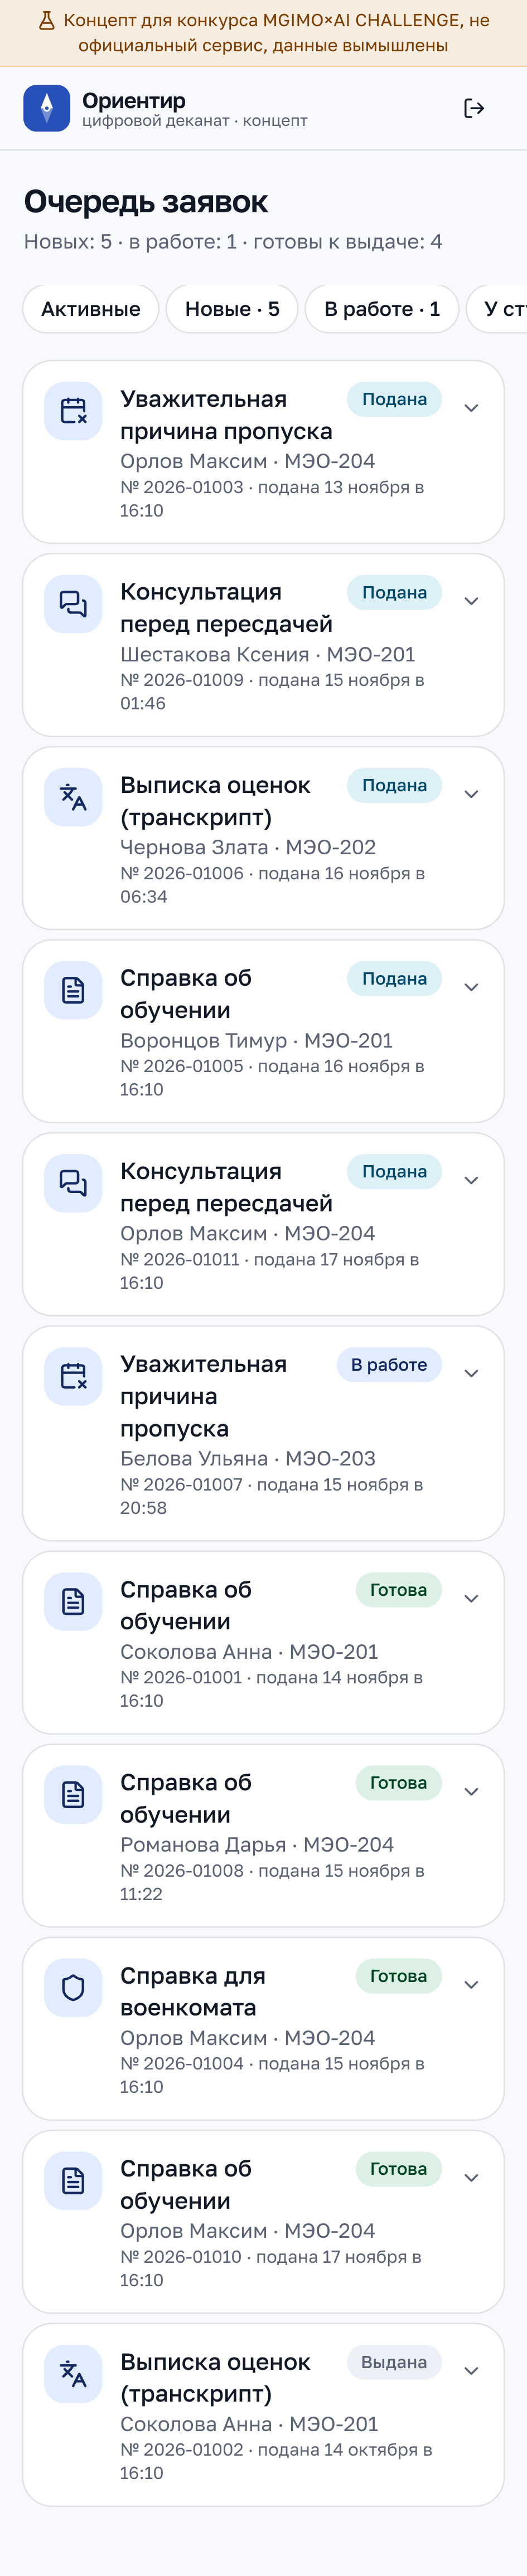 Концепт для конкурса MGIMO×AI CHALLENGE, не
официальный сервис, данные вымышлены
Ориентир
цифровой деканат · концепт
Очередь заявок
Новых: 5 · в работе: 1 · готовы к выдаче: 4
Активные
Новые · 5
В работе · 1
Уважительная
причина пропуска
Подана
Орлов Максим · МЭО-204
№ 2026-01003 · подана 13 ноября в
16:10
Консультация
перед пересдачей
Подана
Шестакова Ксения · МЭО-201
№ 2026-01009 · подана 15 ноября в
01:46
Выписка оценок
(транскрипт)
Подана
Чернова Злата · МЭО-202
№ 2026-01006 · подана 16 ноября в
06:34
Справка об
обучении
Подана
Воронцов Тимур · МЭО-201
№ 2026-01005 · подана 16 ноября в
16:10
Консультация
перед пересдачей
Подана
Орлов Максим · МЭО-204
№ 2026-01011 · подана 17 ноября в
16:10
Уважительная
причина
пропуска
В работе
Белова Ульяна · МЭО-203
№ 2026-01007 · подана 15 ноября в
20:58
Справка об
обучении
Готова
Соколова Анна · МЭО-201
№ 2026-01001 · подана 14 ноября в
16:10
Справка об
обучении
Готова
Романова Дарья · МЭО-204
№ 2026-01008 · подана 15 ноября в
11:22
Справка для
военкомата
Готова
Орлов Максим · МЭО-204
№ 2026-01004 · подана 15 ноября в
16:10
Справка об
обучении
Готова
Орлов Максим · МЭО-204
№ 2026-01010 · подана 17 ноября в
16:10
Выписка оценок
(транскрипт)
Выдана
Соколова Анна · МЭО-201
№ 2026-01002 · подана 14 октября в
16:10